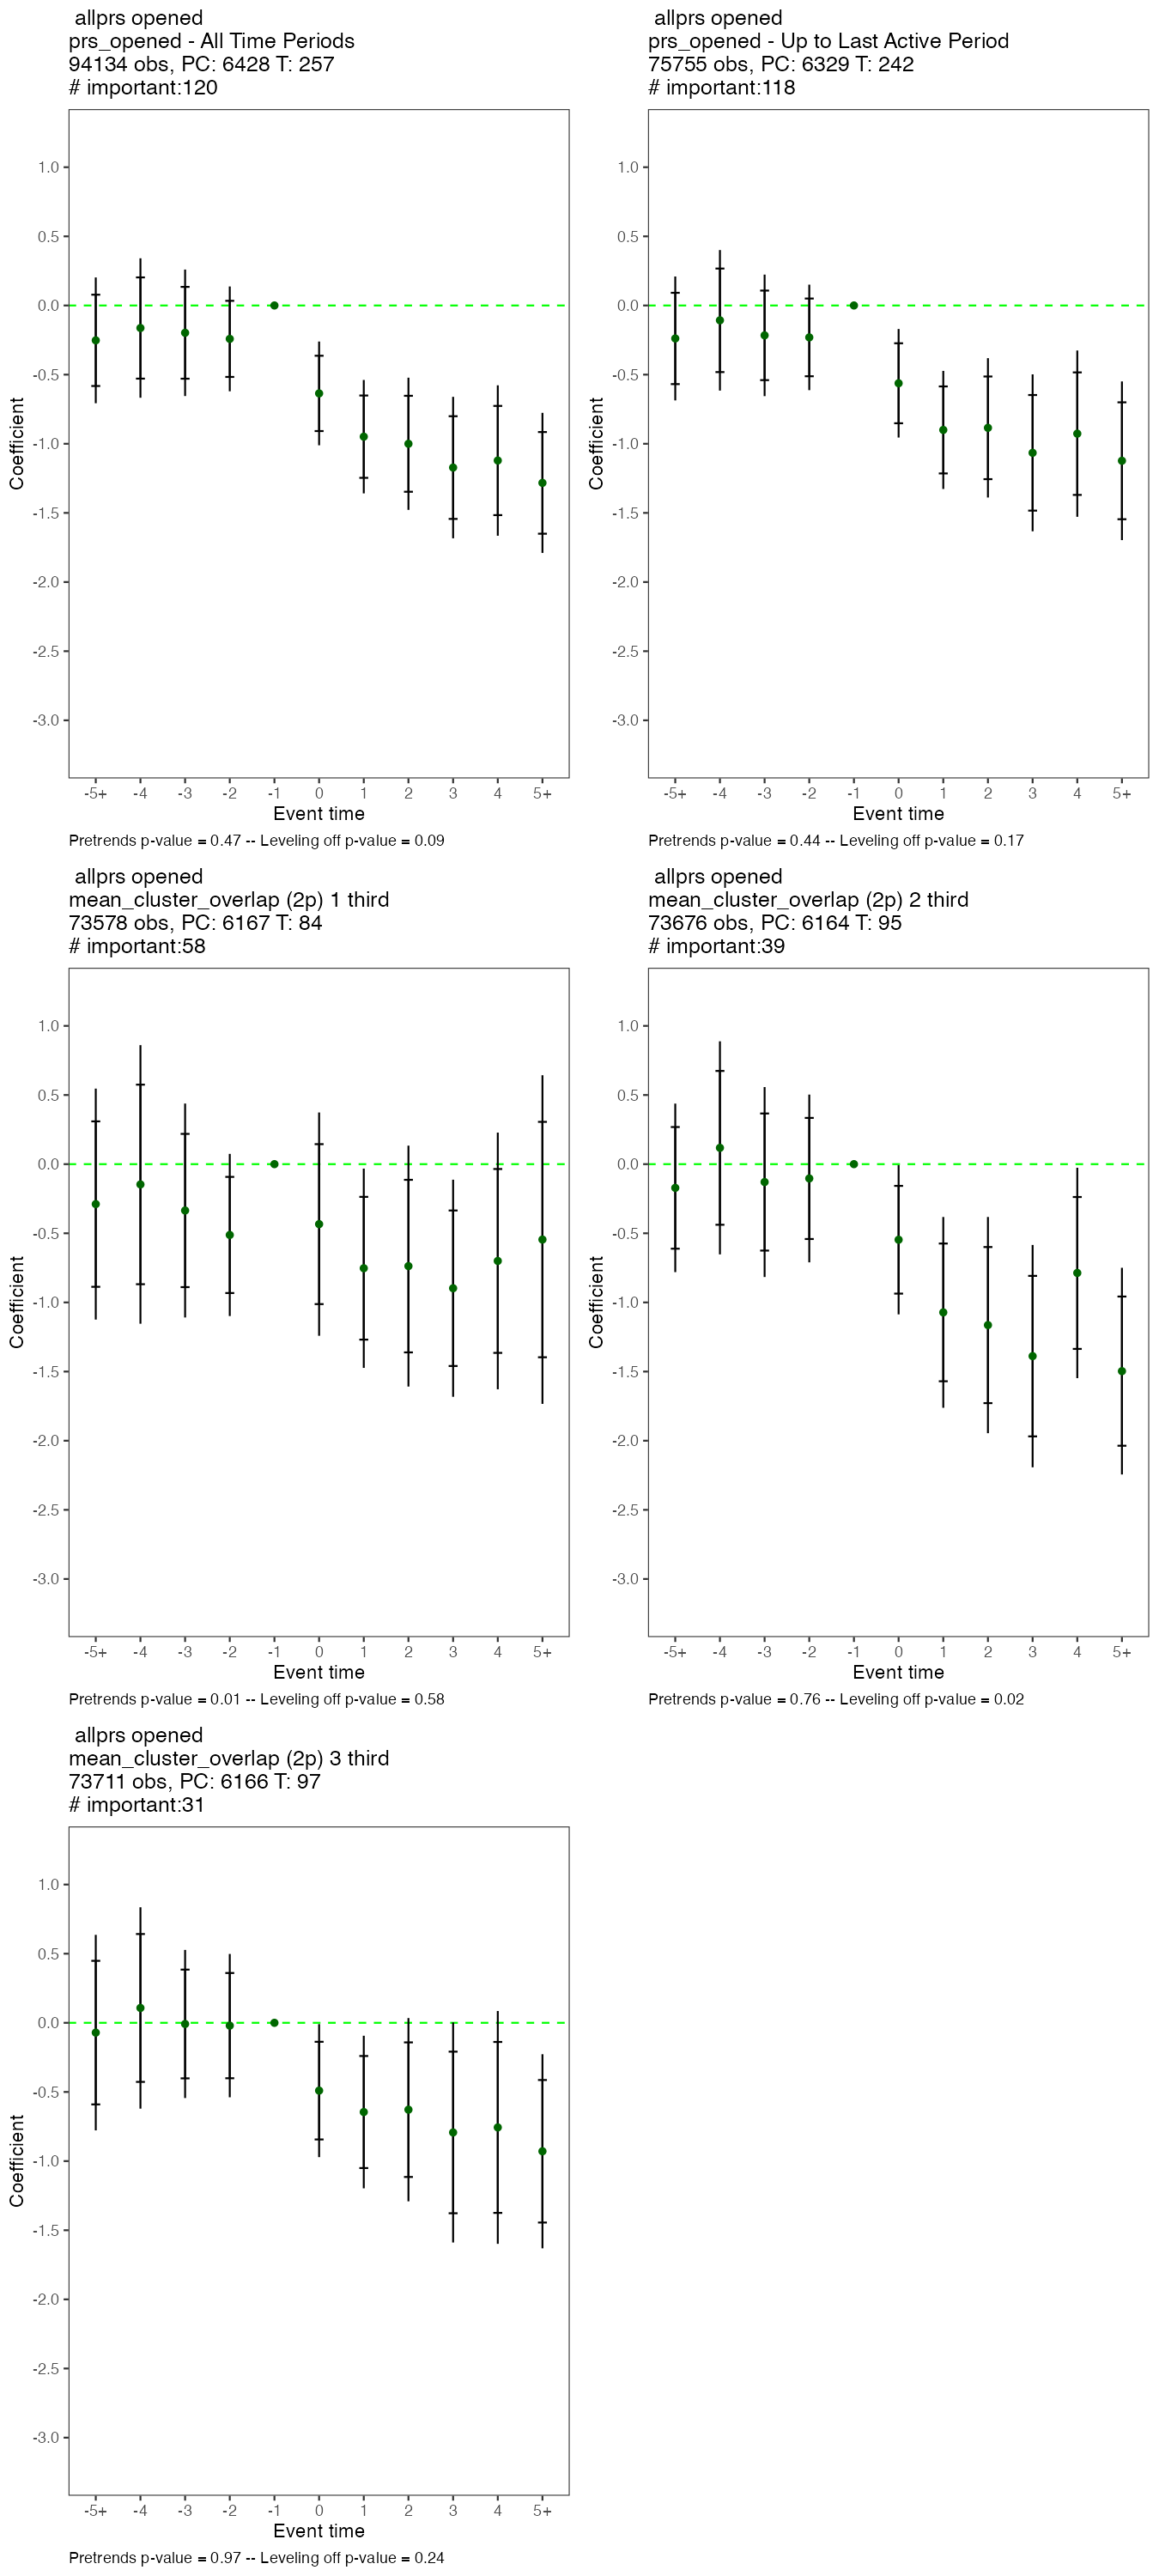 allprs opened
prs_opened - All Time Periods
94134 obs, PC: 6428 T: 257
# important:120
Coefficient
1.0
0.5
0.0
-0.5
-1.0
-1.5
-2.0
-2.5
-3.0
-5+ -4 -3 -2 -1 0 1 2 3 4 5+
Event time
Pretrends p-value = 0.47 -- Leveling off p-value = 0.09
allprs opened
prs_opened - Up to Last Active Period
75755 obs, PC: 6329 T: 242
# important:118
Coefficient
1.0
0.5
0.0
-0.5
-1.0
-1.5
-2.0
-2.5
-3.0
-5+ -4 -3 -2 -1 0 1 2 3 4 5+
Event time
Pretrends p-value = 0.44 -- Leveling off p-value = 0.17
allprs opened
mean_cluster_overlap (2p) 1 third
73578 obs, PC: 6167 T: 84
# important:58
Coefficient
1.0
0.5
0.0
-0.5
-1.0
-1.5
-2.0
-2.5
-3.0
-5+ -4 -3 -2 -1 0 1 2 3 4 5+
Event time
Pretrends p-value = 0.01 -- Leveling off p-value = 0.58
allprs opened
mean_cluster_overlap (2p) 2 third
73676 obs, PC: 6164 T: 95
# important:39
Coefficient
1.0
0.5
0.0
-0.5
-1.0
-1.5
-2.0
-2.5
-3.0
-5+ -4 -3 -2 -1 0 1 2 3 4 5+
Event time
Pretrends p-value = 0.76 -- Leveling off p-value = 0.02
allprs opened
mean_cluster_overlap (2p) 3 third
73711 obs, PC: 6166 T: 97
# important:31
Coefficient
1.0
0.5
0.0
-0.5
-1.0
-1.5
-2.0
-2.5
-3.0
-5+ -4 -3 -2 -1 0 1 2 3 4 5+
Event time
Pretrends p-value = 0.97 -- Leveling off p-value = 0.24